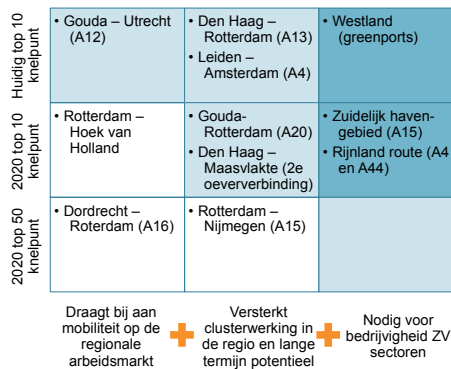 Huidig top 10
knelpunt
• Gouda – Utrecht
(A12)
• Den Haag –
Rotterdam (A13)
• Leiden –
Amsterdam (A4)
• Westland
(greenports)
2020 top 10
knelpunt
• Rotterdam –
Hoek van
Holland
• Gouda-
Rotterdam (A20)
• Den Haag –
Maasvlakte (2e
oeververbinding)
• Zuidelijk haven-
gebied (A15)
• Rijnland route (A4
en A44)
2020 top 50
knelpunt
• Dordrecht –
Roterdam (A16)
• Rotterdam –
Nijmegen (A15)
Draagt bij aan
mobiliteit op de
regionale
arbeidsmarkt
Versterkt
clusterwerking in
de regio en lange
termijn potentieel
Nodig voor
bedrijvigheid ZV
sectoren